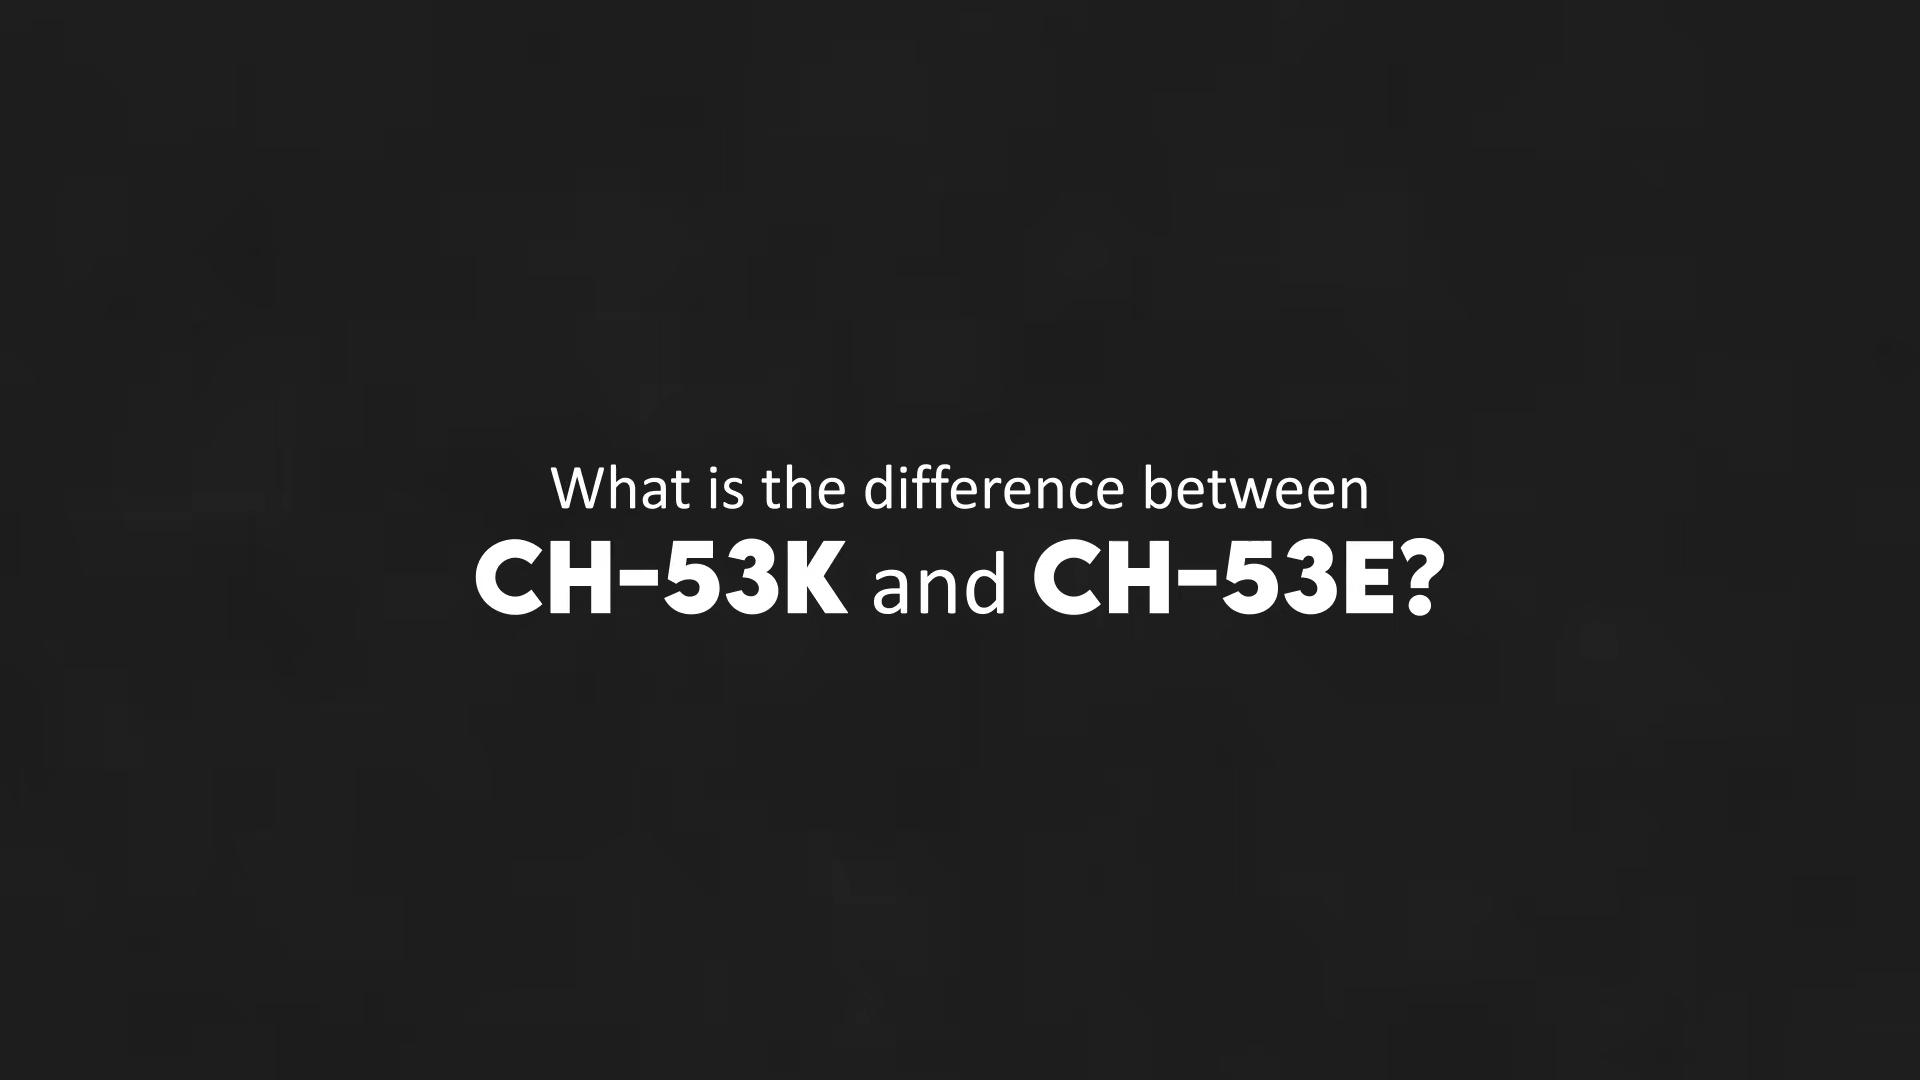 What is the difference between
CH-53K and CH-53E?